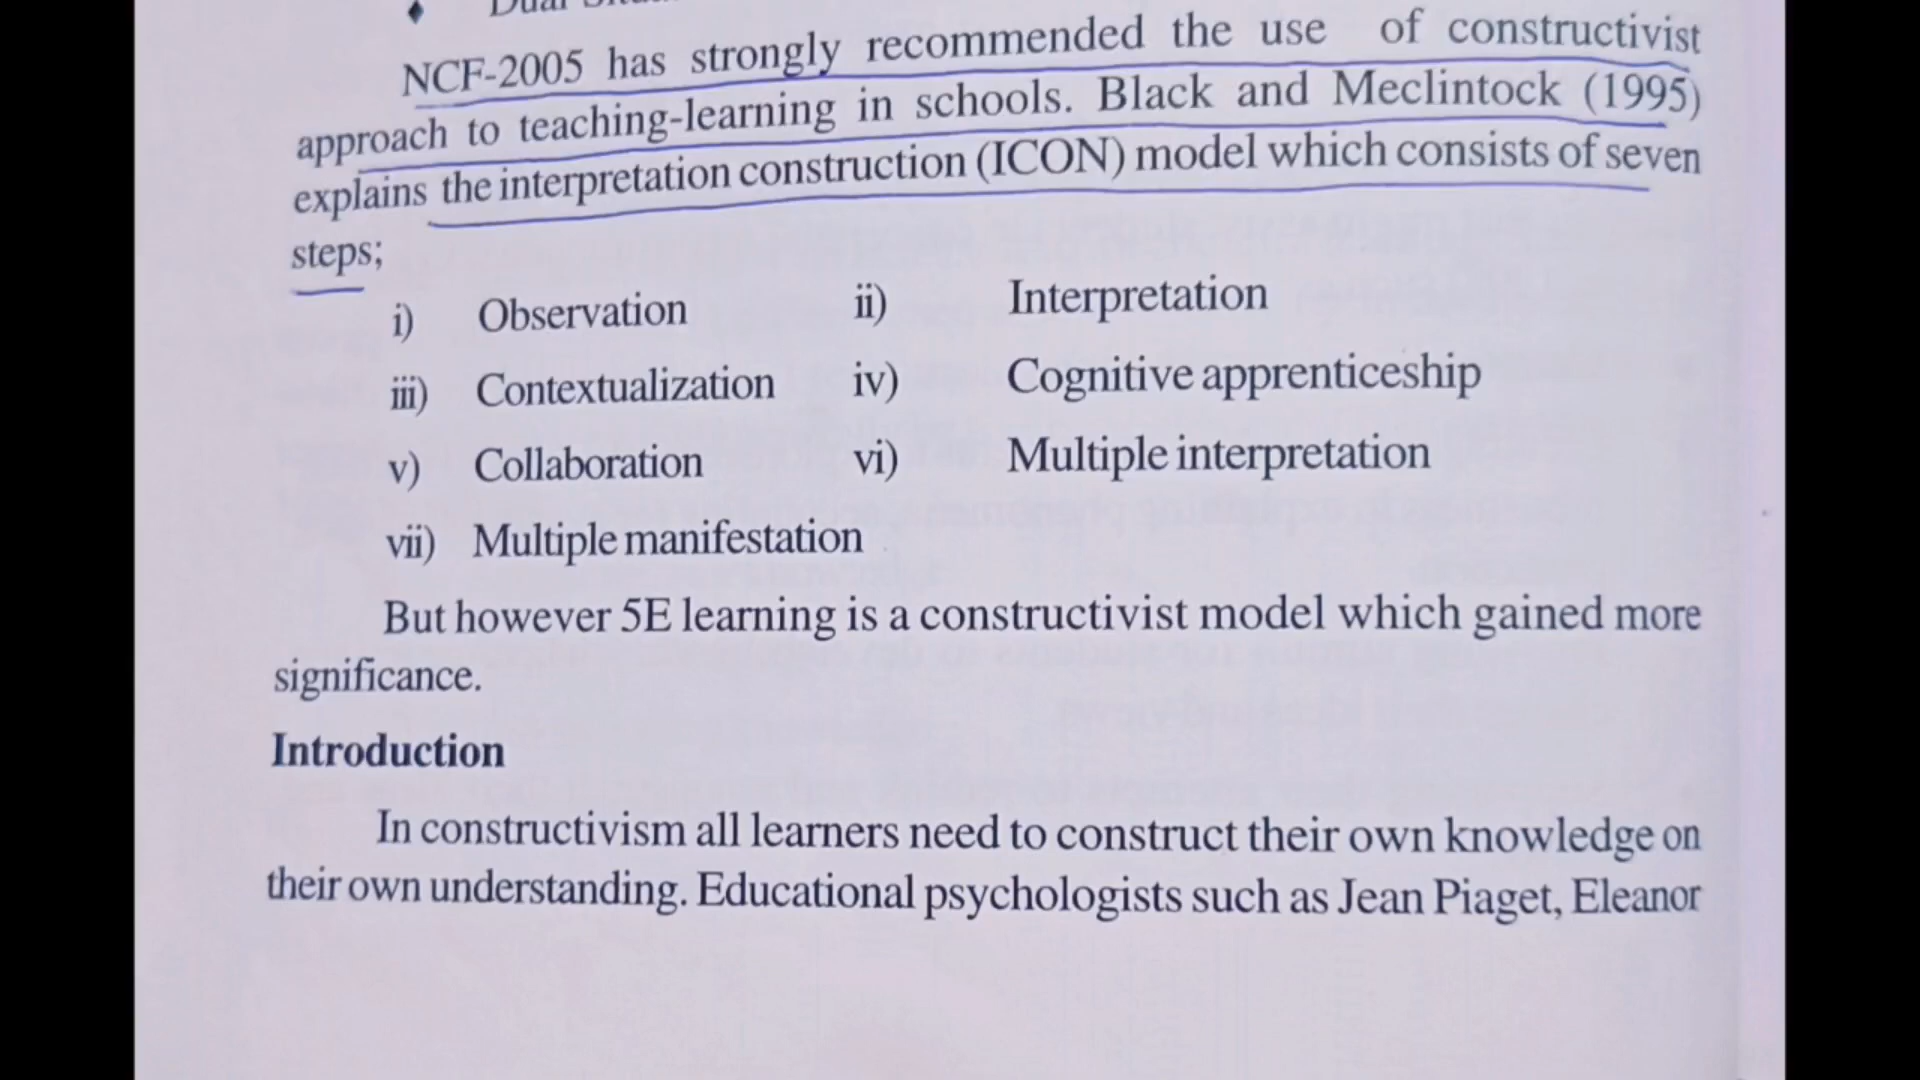 ♦ Dual
NCF-2005 has strongly recommended the use of constructivist
approach to teaching-learning in schools. Black and Meclintock (1995)
explains the interpretation construction (ICON) model which consists of seven
steps;
i) Observation ii) Interpretation
iii) Contextualization iv) Cognitive apprenticeship
v) Collaboration vi) Multiple interpretation
vii) Multiple manifestation
But however 5E learning is a constructivist model which gained more
significance.
Introduction
In constructivism all learners need to construct their own knowledge on
their own understanding. Educational psychologists such as Jean Piaget, Eleanor